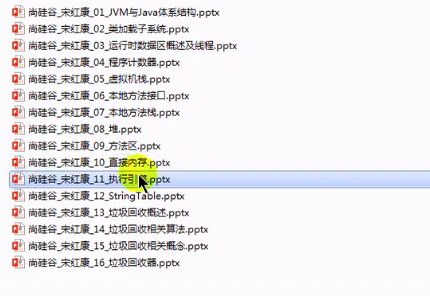 尚硅谷_宋红康_01_JVM与Java体系结构.pptx
尚硅谷_宋红康_02_类加载子系统.pptx
尚硅谷_宋红康_03_运行时数据区概述及线程.pptx
尚硅谷_宋红康_04_程序计数器.pptx
尚硅谷_宋红康_05_虚拟机栈.pptx
尚硅谷_宋红康_06_本地方法接口.pptx
尚硅谷_宋红康_07_本地方法栈.pptx
尚硅谷_宋红康_08_堆.pptx
尚硅谷_宋红康_09_方法区.pptx
尚硅谷_宋红康_10_直接内存.pptx
尚硅谷_宋红康_11_执行引擎.pptx
尚硅谷_宋红康_12_StringTable.pptx
尚硅谷_宋红康_13_垃圾回收概述.pptx
尚硅谷_宋红康_14_垃圾回收相关算法.pptx
尚硅谷_宋红康_15_垃圾回收相关概念.pptx
尚硅谷_宋红康_16_垃圾回收器.pptx